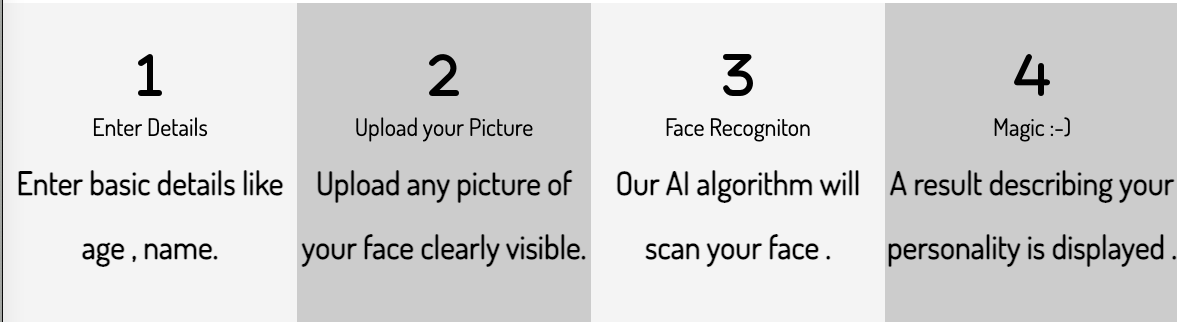 1
Enter Details
Enter basic details like
age , name.
2
Upload your Picture
Upload any picture of
your face clearly visible.
3
Face Recogniton
Our AI algorithm will
scan your face .
4
Magic :-)
A result describing your
personality is displayed .